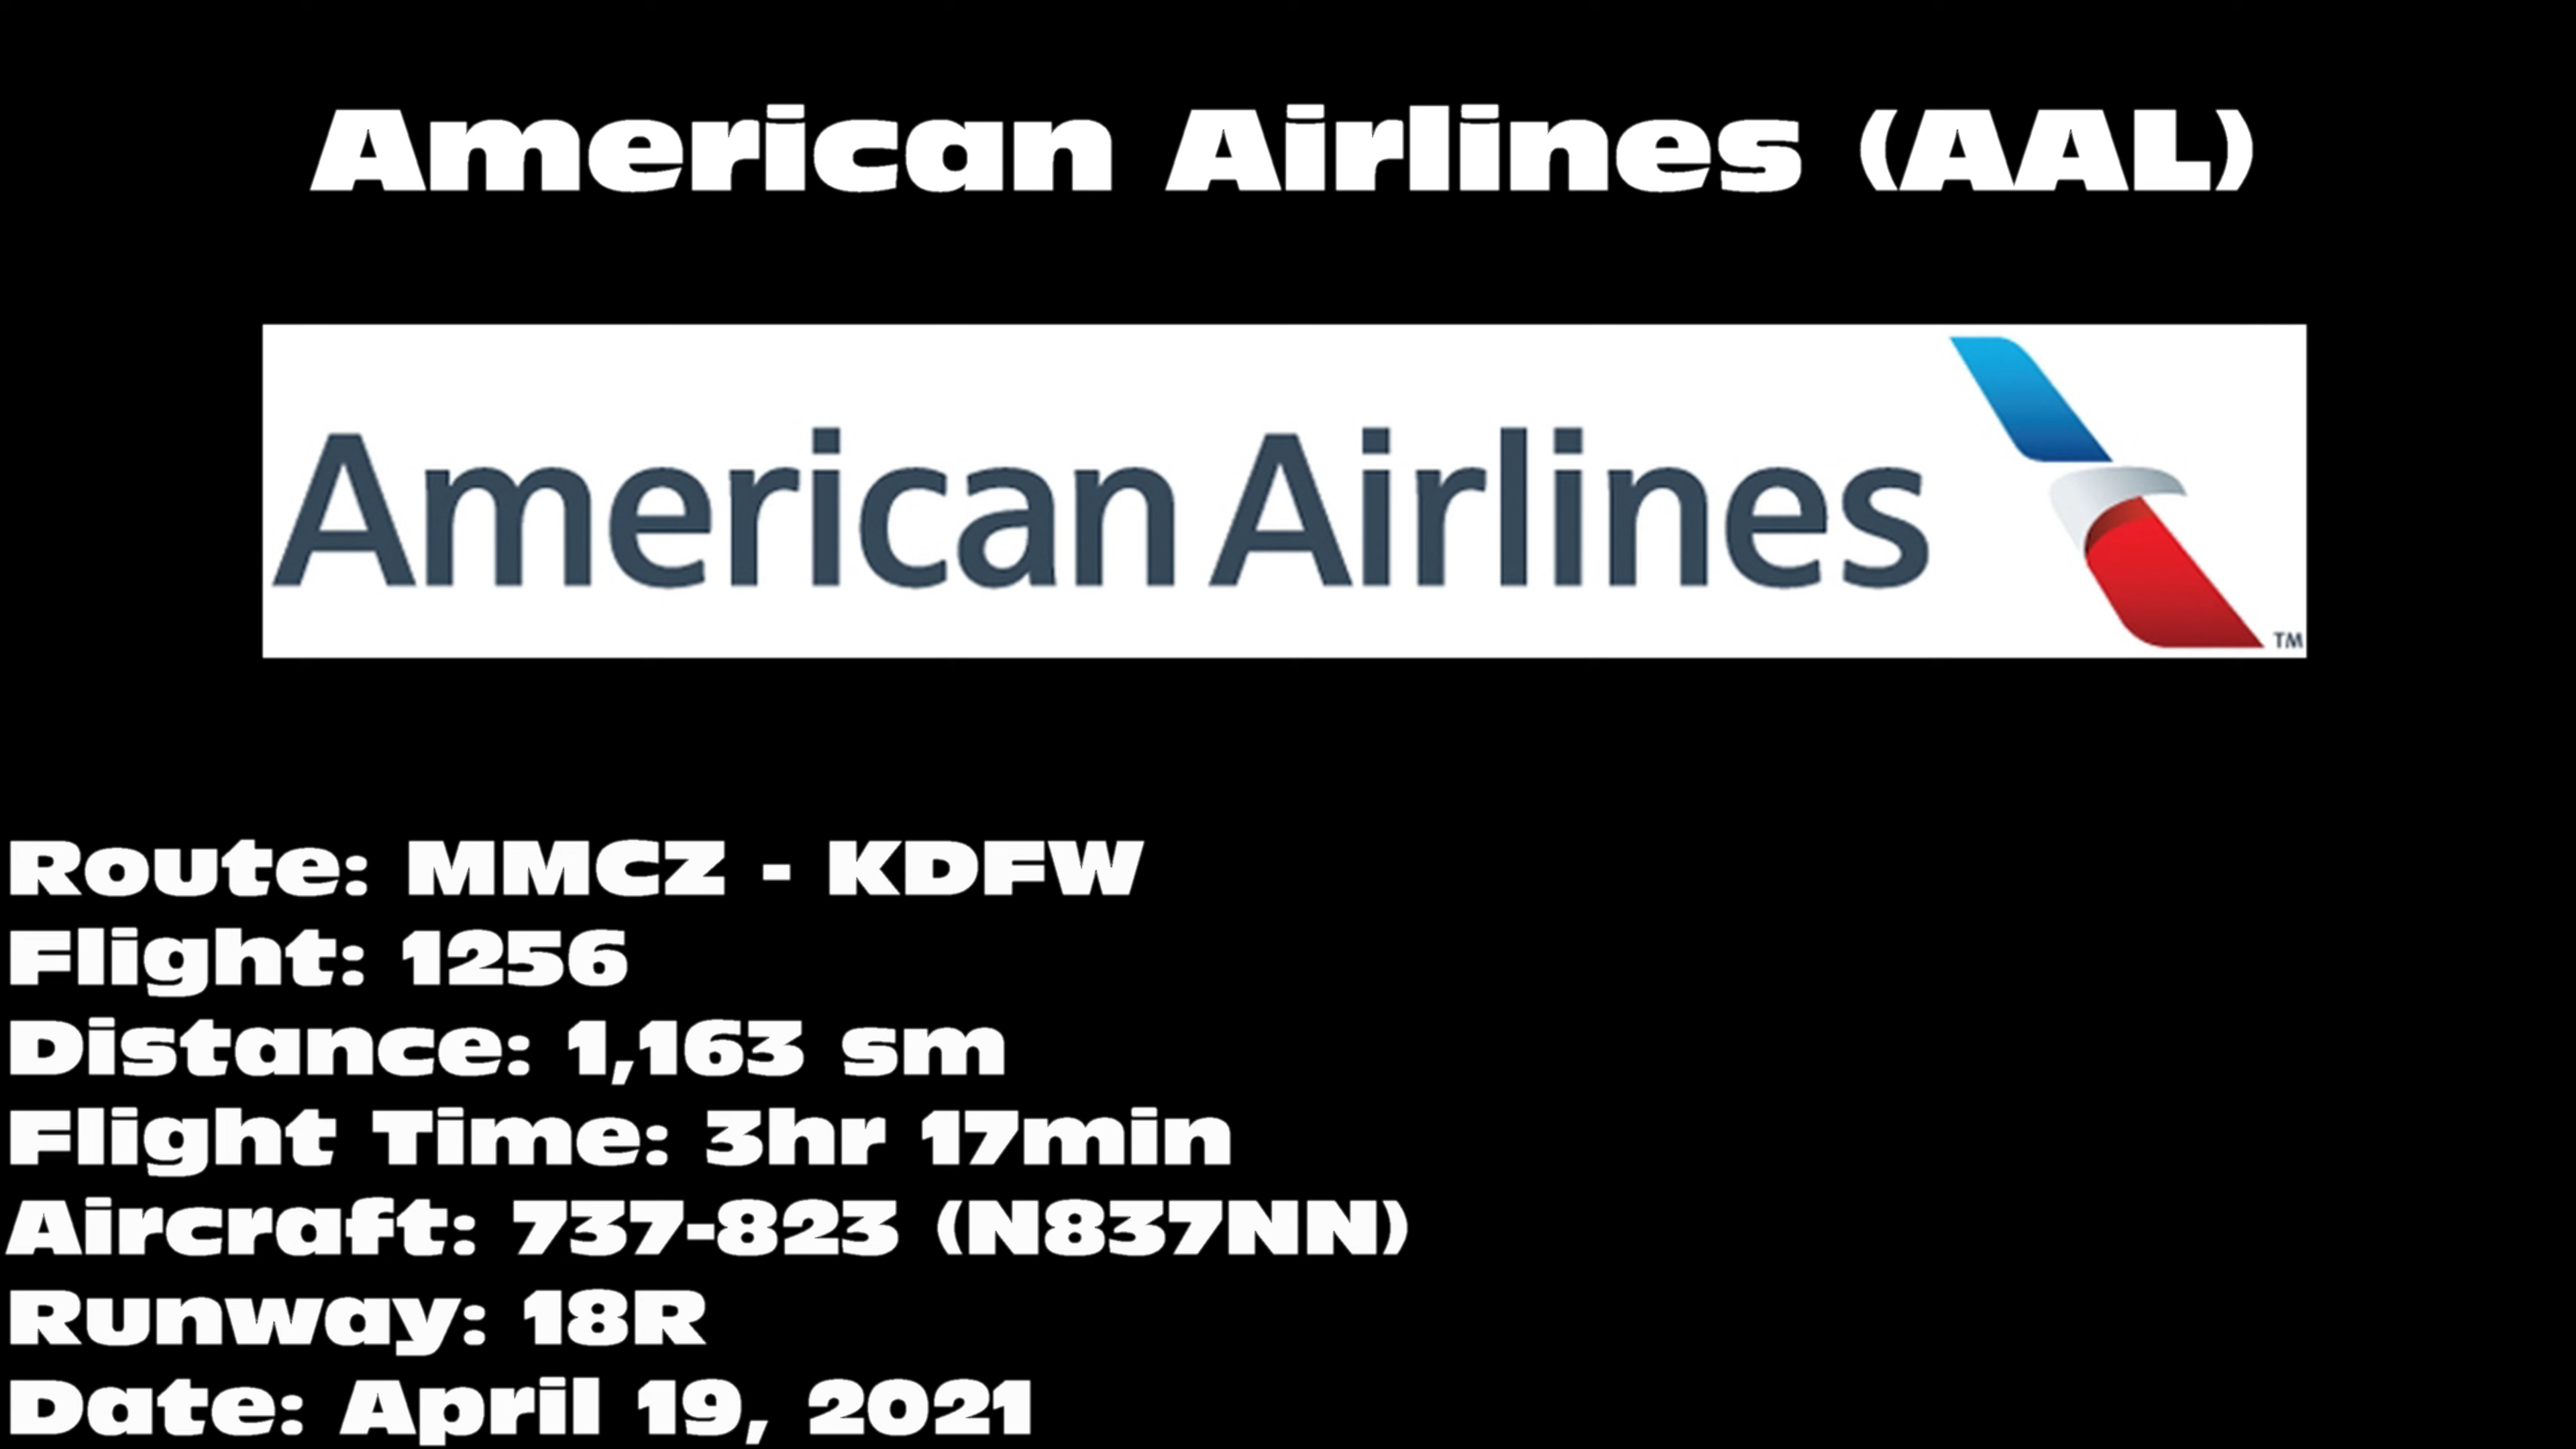 American Airlines (AAL)
American Airlines
TM
Route: MMCZ - KDFW
Flight: 1256
Distance: 1,163 sm
Flight Time: 3hr 17min
Aircraft: 737-823 (N837NN)
Runway: 18R
Date: April 19, 2021